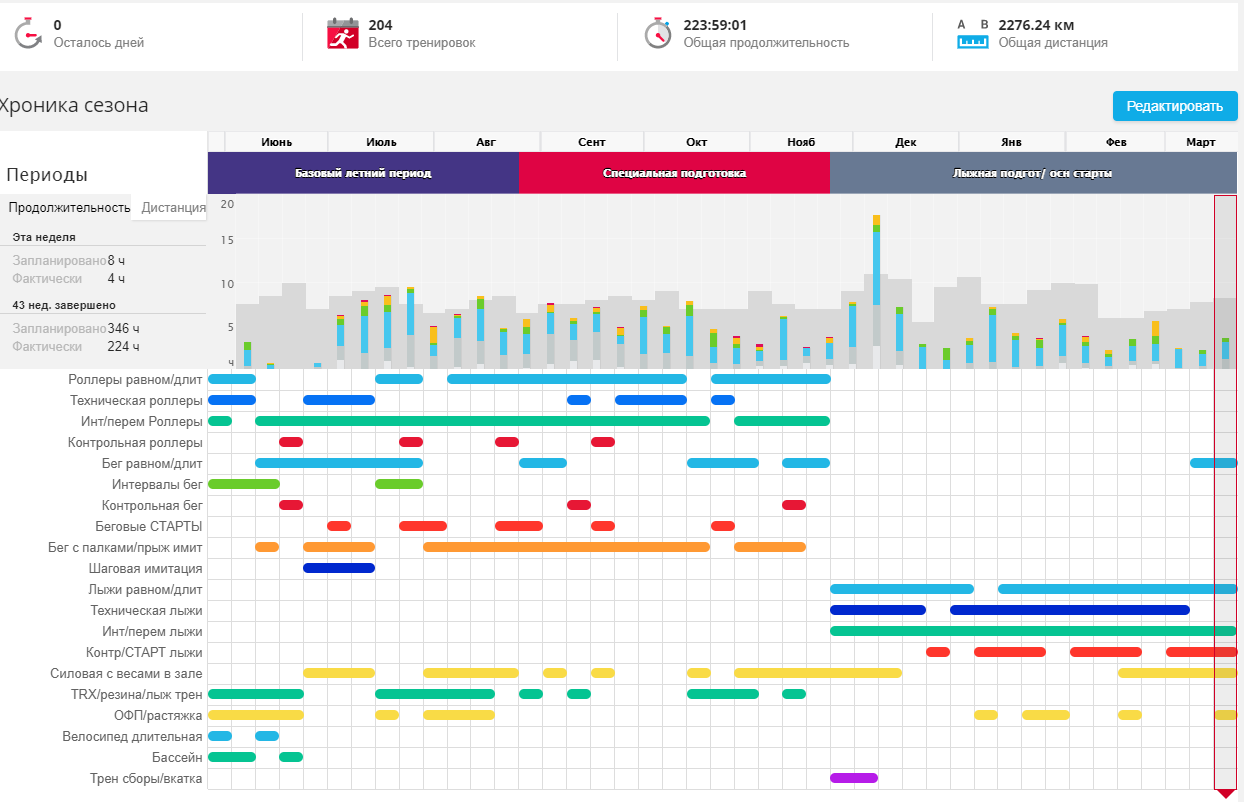 0
Осталось дней
204
Всего тренировок
223:59:01
Общая продолжительность
A B
2276.24 км
Общая дистанция
Хроника сезона
Редактировать
Июнь Июль Авг Сент Окт Нояб Дек Янв Фев Март
Периоды
Базовый летний период Специальная подготовка Лыжная подгот/ осн старты
Продолжительность Дистанция
20
15
10
5
ч
Эта неделя
Запланировано 8 ч
Фактически 4 ч
43 нед. завершено
Запланировано 346 ч
Фактически 224 ч
Роллеры равном/длит
Техническая роллеры
Инт/перем Роллеры
Контрольная роллеры
Бег равном/длит
Интервалы бег
Контрольная бег
Беговые СТАРТЫ
Бег с палками/прыж имит
Шаговая имитация
Лыжи равном/длит
Техническая лыжи
Инт/перем лыжи
Контр/СТАРТ лыжи
Силовая с весами в зале
TRX/резина/лыж трен
ОФП/растяжка
Велосипед длительная
Бассейн
Трен сборы/вкатка